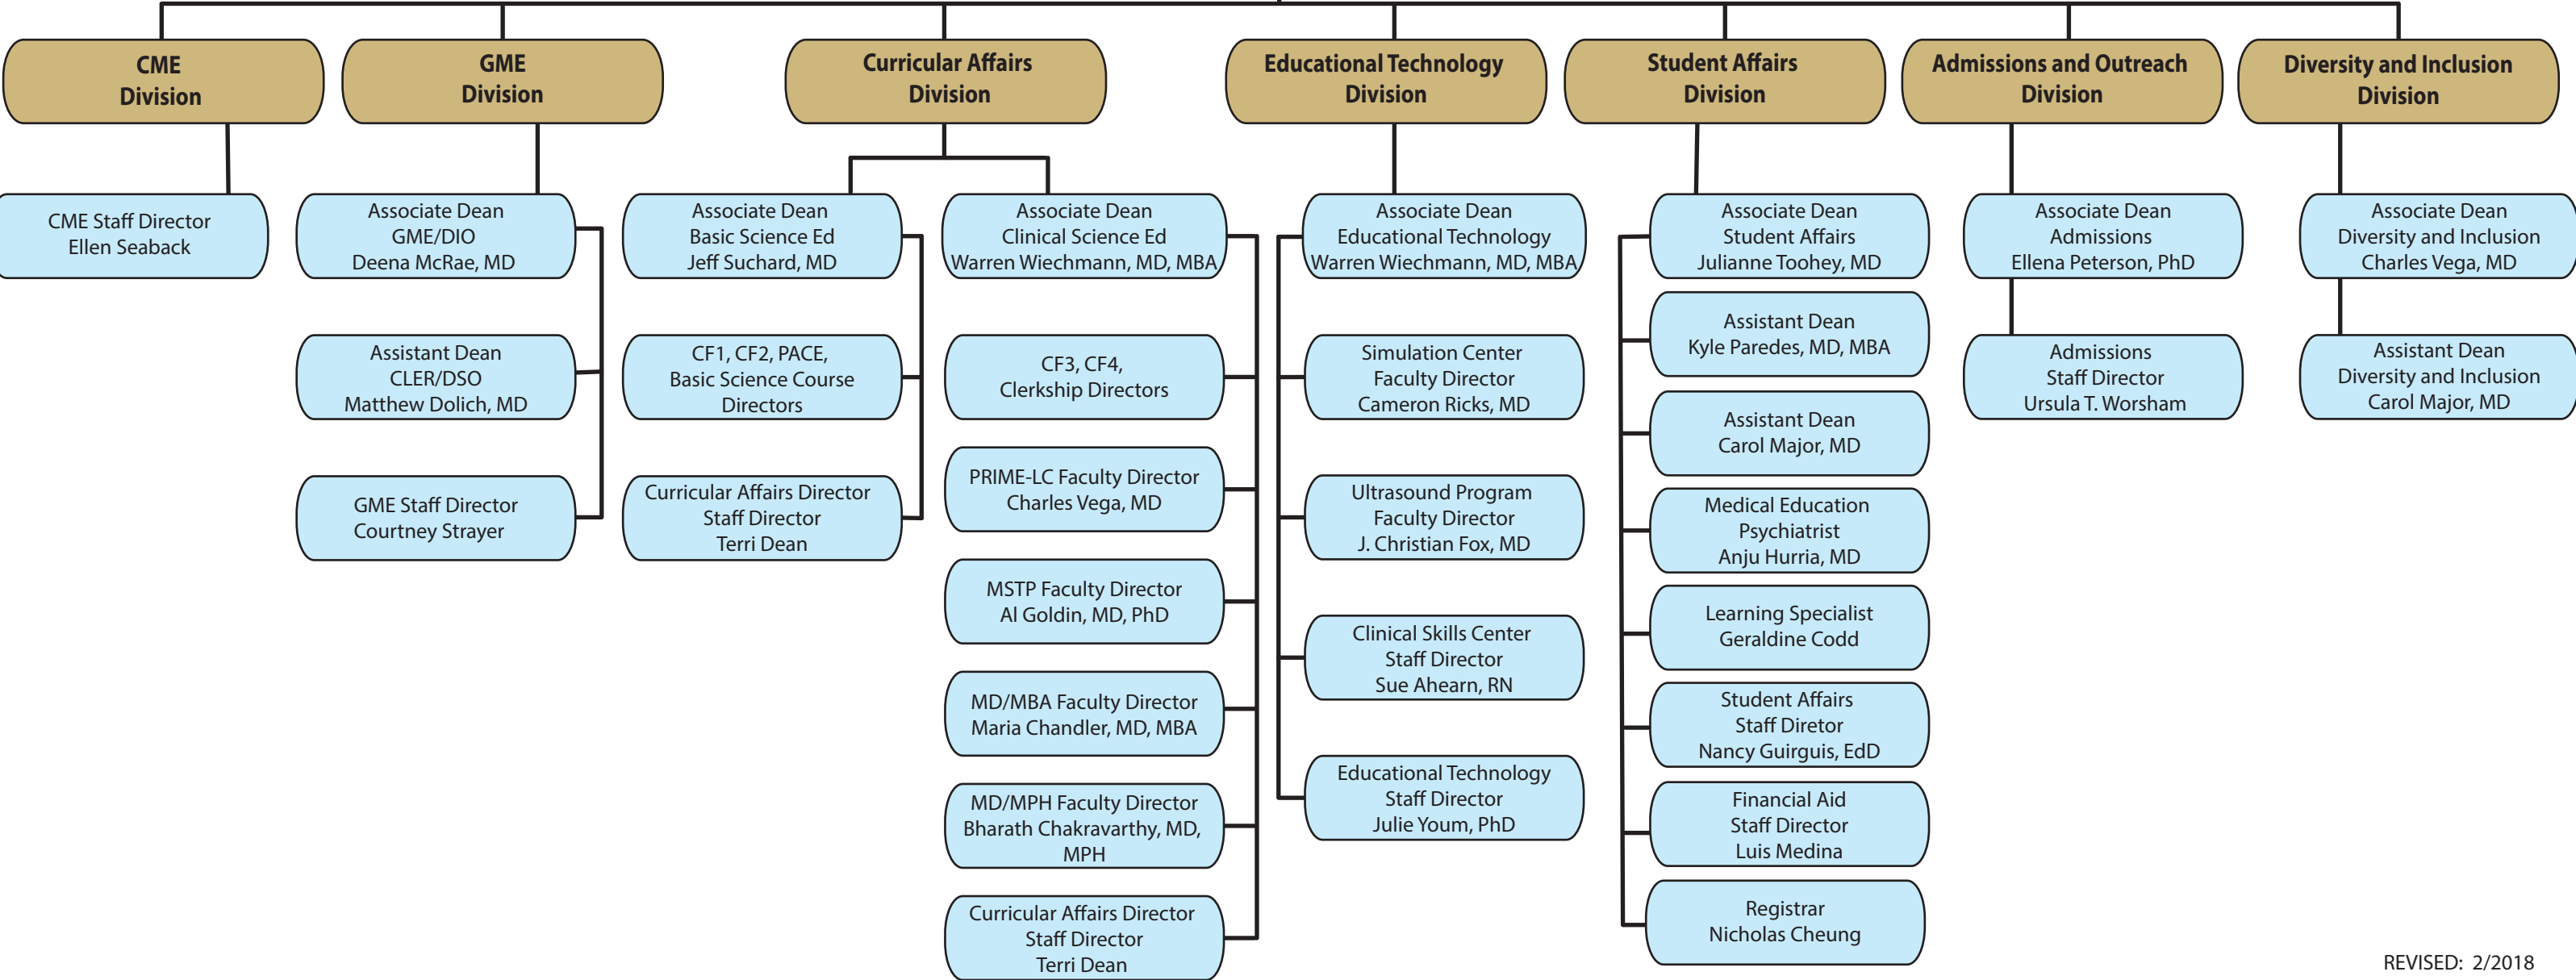 CME
Division
GME
Division
Curricular Affairs
Division
Educational Technology
Division
Student Affairs
Division
Admissions and Outreach
Division
Diversity and Inclusion
Division
CME Staff Director
Ellen Seaback
Associate Dean
GME/DIO
Deena McRae, MD
Assistant Dean
CLER/DSO
Matthew Dolich, MD
GME Staff Director
Courtney Strayer
Associate Dean
Basic Science Ed
Jeff Suchard, MD
CF1, CF2, PACE,
Basic Science Course
Directors
Curricular Affairs Director
Staff Director
Terri Dean
Associate Dean
Clinical Science Ed
Warren Wiechmann, MD, MBA
CF3, CF4,
Clerkship Directors
PRIME-LC Faculty Director
Charles Vega, MD
MSTP Faculty Director
Al Goldin, MD, PhD
MD/MBA Faculty Director
Maria Chandler, MD, MBA
MD/MPH Faculty Director
Bharath Chakravarthy, MD,
MPH
Curricular Affairs Director
Staff Director
Terri Dean
Associate Dean
Educational Technology
Warren Wiechmann, MD, MBA
Simulation Center
Faculty Director
Cameron Ricks, MD
Ultrasound Program
Faculty Director
J. Christian Fox, MD
Clinical Skills Center
Staff Director
Sue Ahearn, RN
Educational Technology
Staff Director
Julie Youm, PhD
Associate Dean
Student Affairs
Julianne Toohey, MD
Assistant Dean
Kyle Paredes, MD, MBA
Assistant Dean
Carol Major, MD
Medical Education
Psychiatrist
Anju Hurria, MD
Learning Specialist
Geraldine Codd
Student Affairs
Staff Diretor
Nancy Guirguis, EdD
Financial Aid
Staff Director
Luis Medina
Registrar
Nicholas Cheung
Associate Dean
Admissions
Ellena Peterson, PhD
Admissions
Staff Director
Ursula T. Worsham
Associate Dean
Diversity and Inclusion
Charles Vega, MD
Assistant Dean
Diversity and Inclusion
Carol Major, MD
REVISED: 2/2018